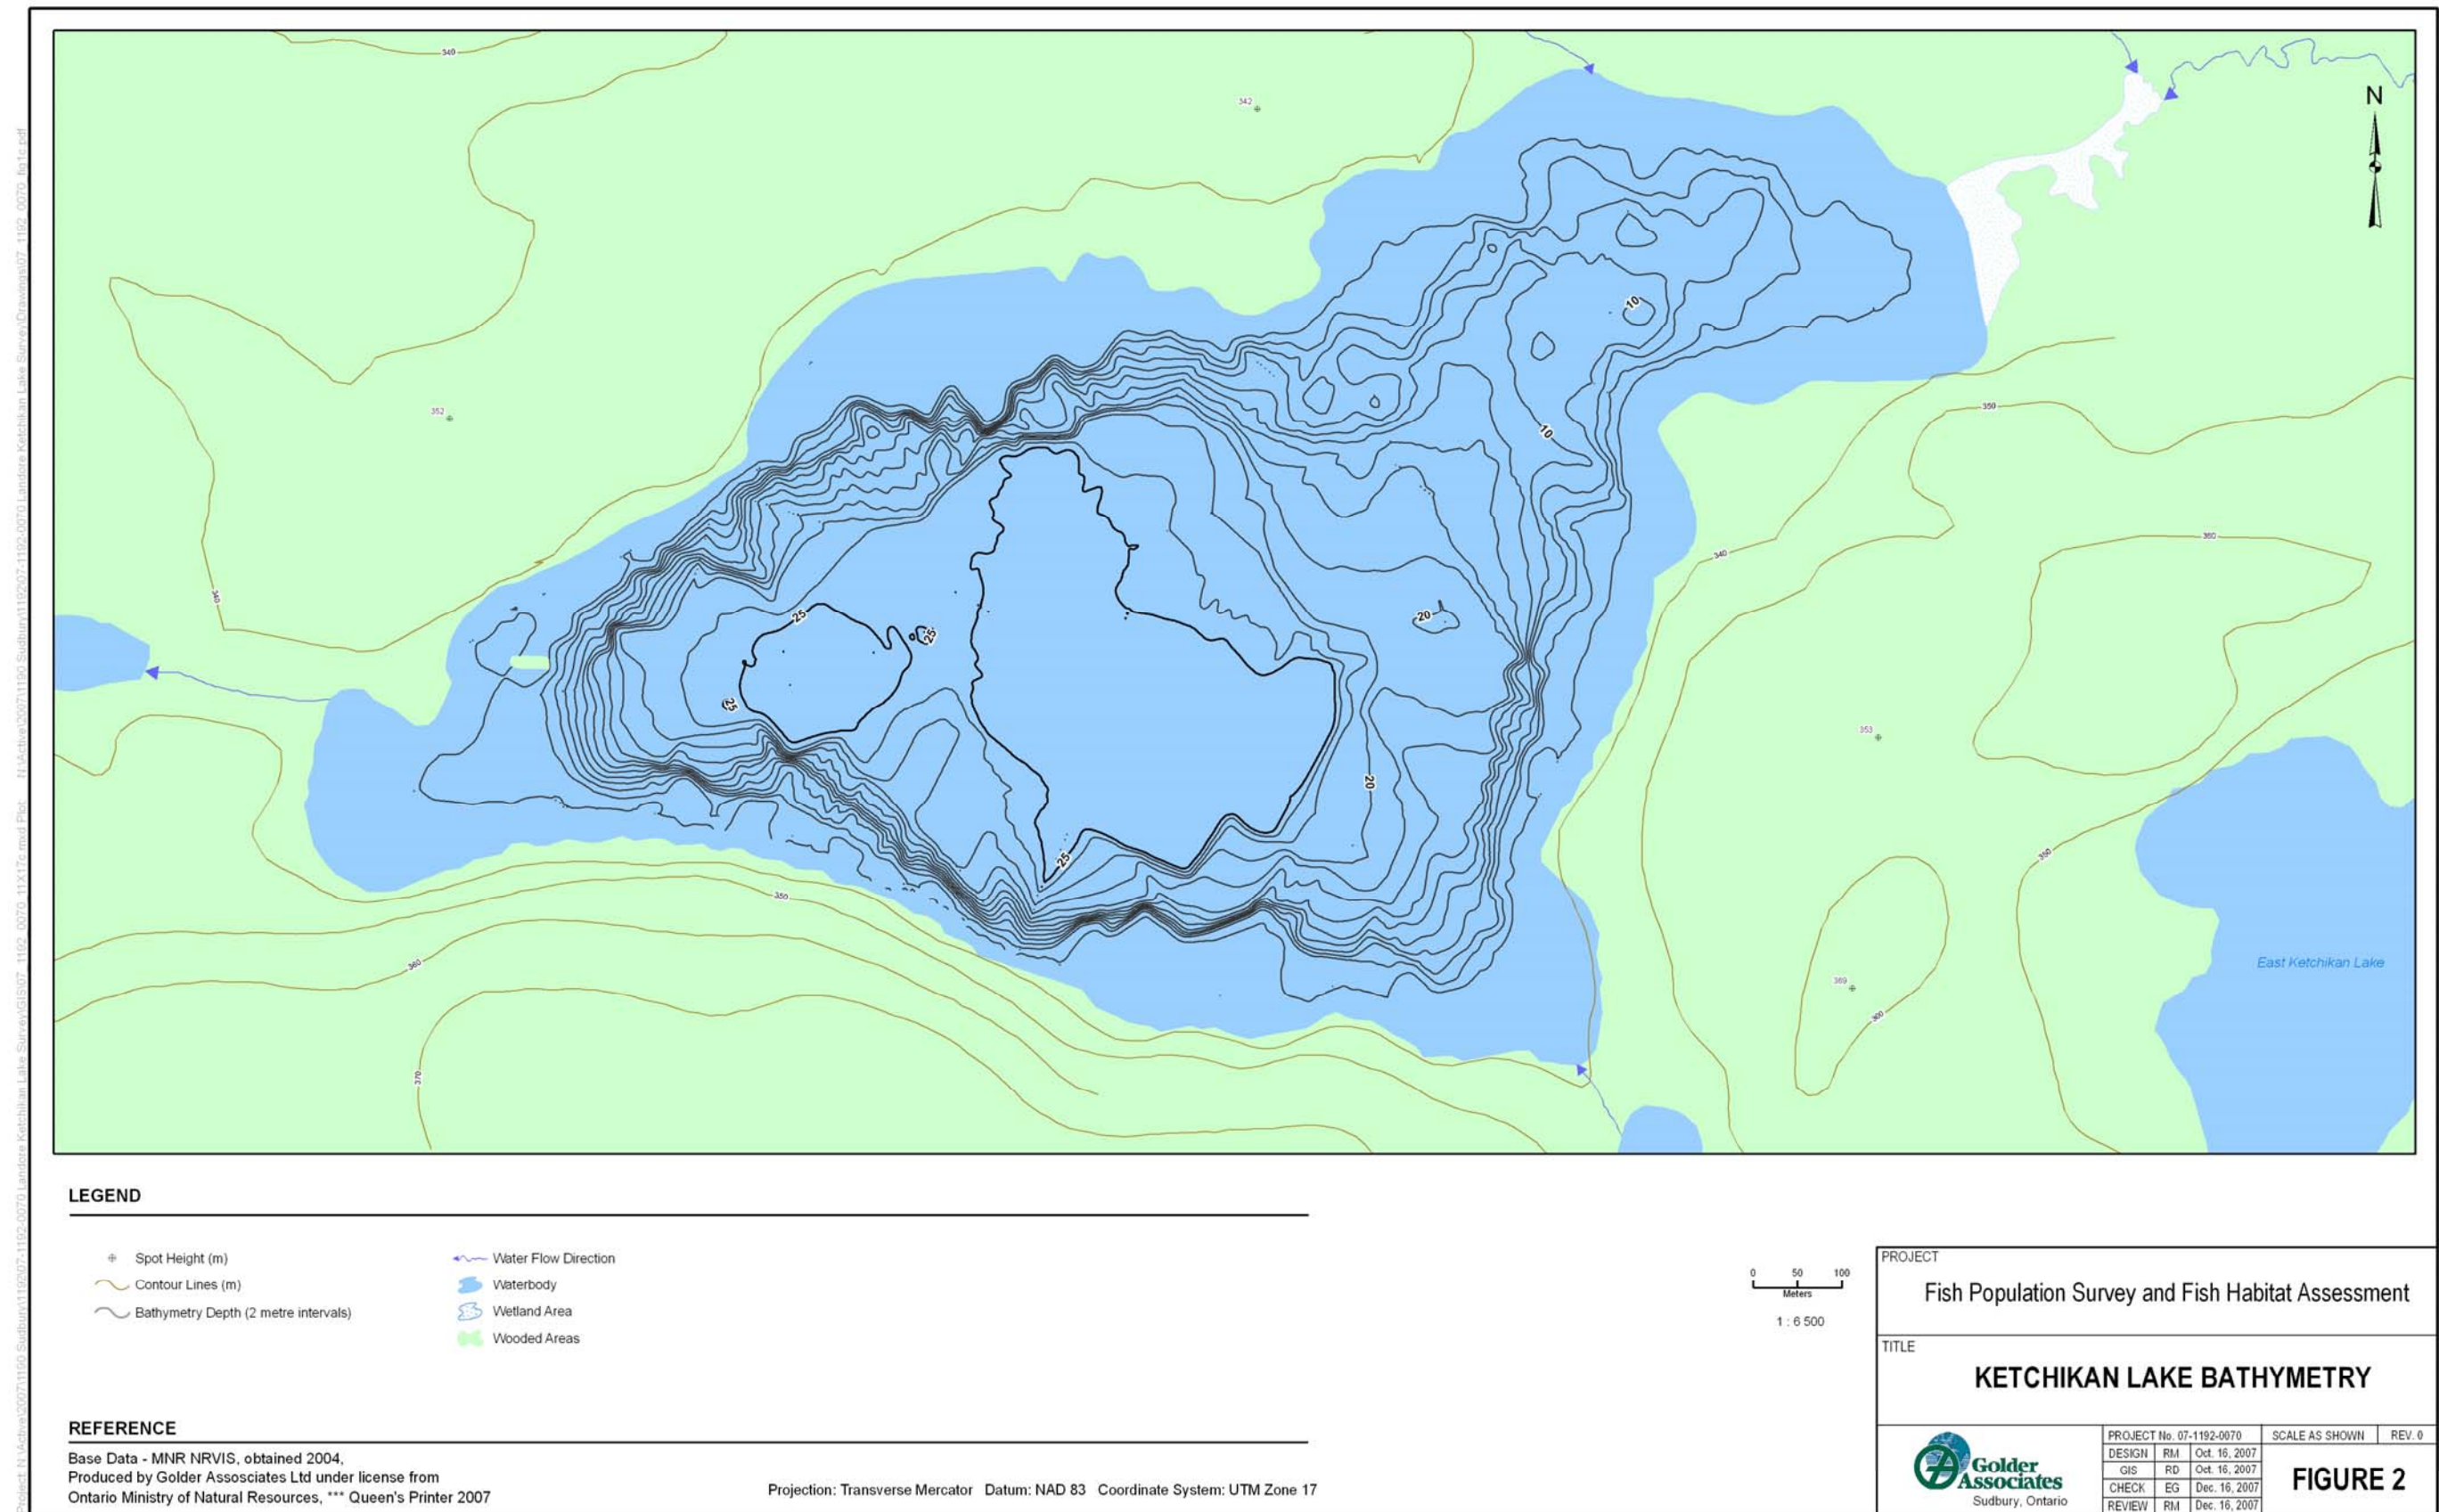 N
340
342
352
10
350
10
340
360
340
25
25
20
25
353
20
25
350
350
360
East Ketchikan Lake
369
360
370
LEGEND
Spot Height (m)
Contour Lines (m)
Bathymetry Depth (2 metre intervals)
Water Flow Direction
Waterbody
Wetland Area
Wooded Areas
0 50 100
Meters
1 : 6 500
REFERENCE
Base Data - MNR NRVIS, obtained 2004,
Produced by Golder Assosciates Ltd under license from
Ontario Ministry of Natural Resources, *** Queen's Printer 2007
Projection: Transverse Mercator Datum: NAD 83 Coordinate System: UTM Zone 17
PROJECT
Fish Population Survey and Fish Habitat Assessment
TITLE
KETCHIKAN LAKE BATHYMETRY
Golder
Associates
Sudbury, Ontario
PROJECT No. 07-1192-0070 SCALE AS SHOWN REV. 0
DESIGN RM Oct. 16, 2007
GIS RD Oct. 16, 2007
CHECK EG Dec. 16, 2007
REVIEW RM Dec. 16, 2007
FIGURE 2